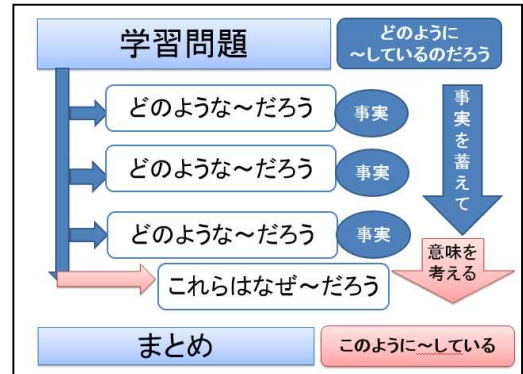 学習問題
どのように
～しているのだろう
どのような～だろう
事実
どのような～だろう
事実
どのような～だろう
事実
これらはなぜ～だろう
事実を蓄えて
意味を
考える
まとめ
このように～している